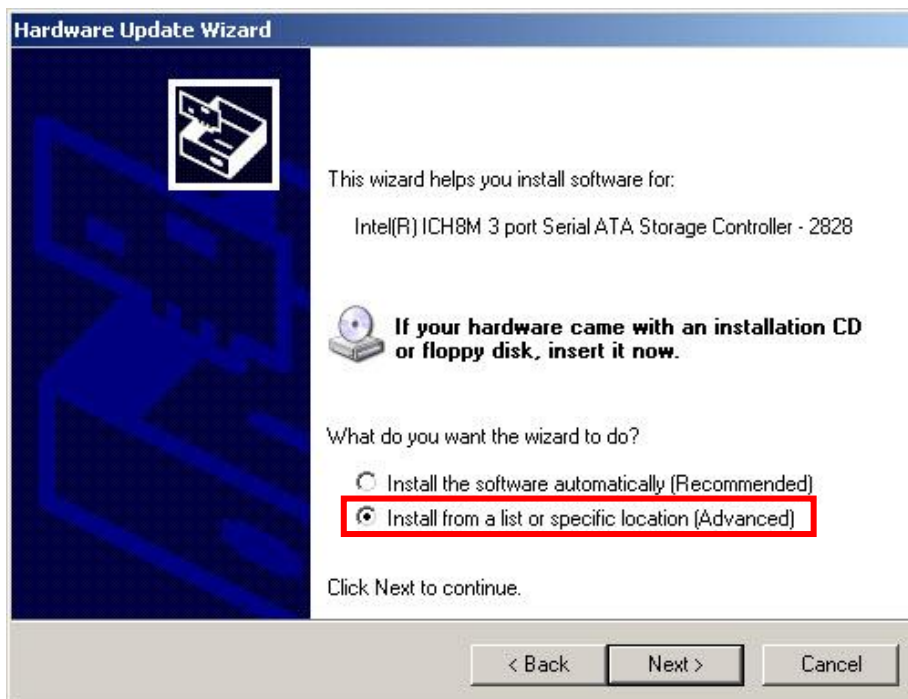 Hardware Update Wizard
This wizard helps you install software for:
Intel(R) ICH8M 3 port Serial ATA Storage Controller - 2828
If your hardware came with an installation CD
or floppy disk, insert it now.
What do you want the wizard to do?
Install the software automatically (Recommended)
Install from a list or specific location (Advanced)
Click Next to continue.
< Back
Next >
Cancel